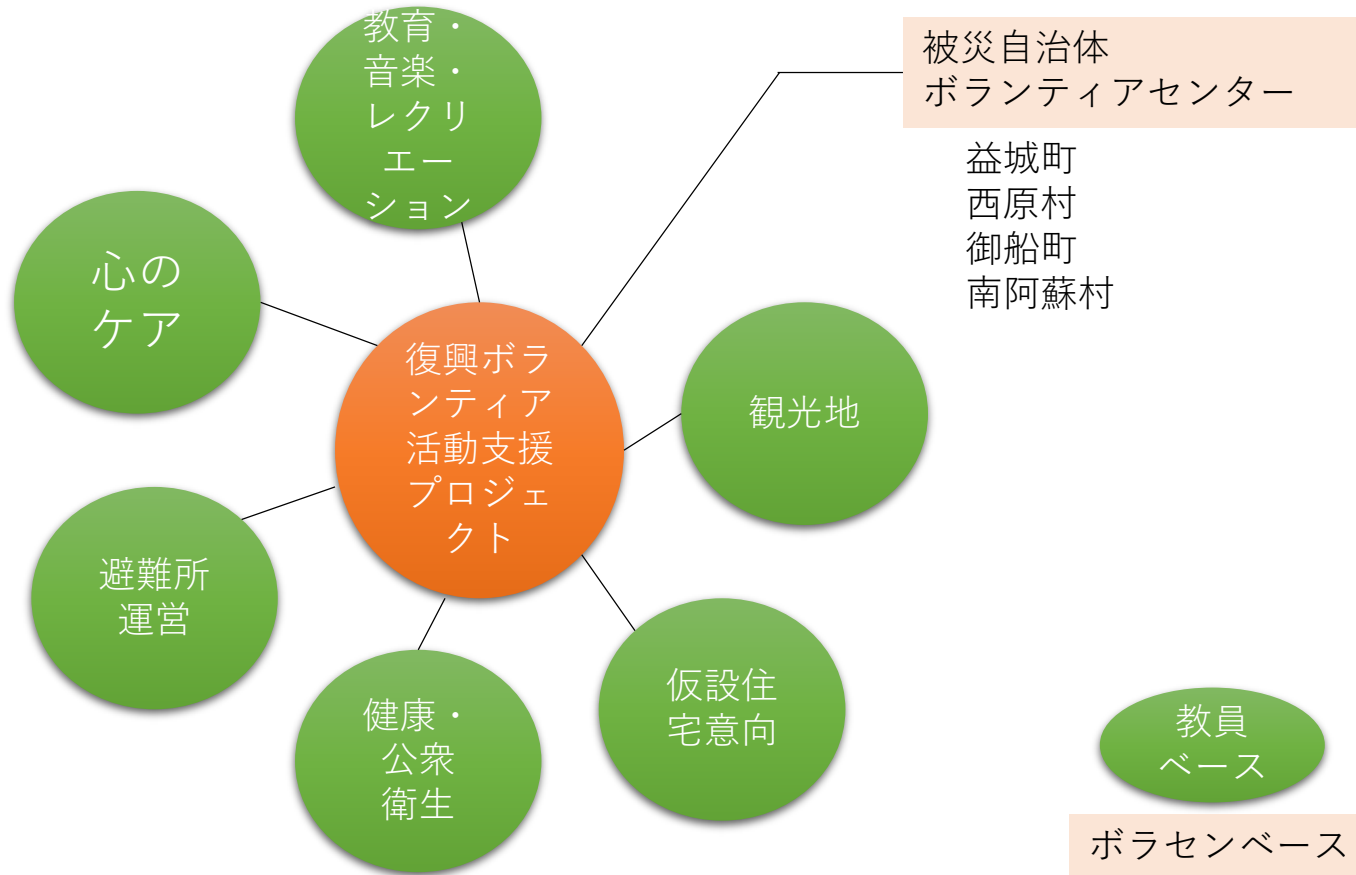 教育・
音楽・
レクリ
エー
ション
被災自治体
ボランティアセンター
益城町
西原村
御船町
南阿蘇村
心の
ケア
復興ボラ
ンティア
活動支援
プロジェ
クト
観光地
避難所
運営
健康・
公衆
衛生
仮設住
宅意向
教員
ベース
ボラセンベース